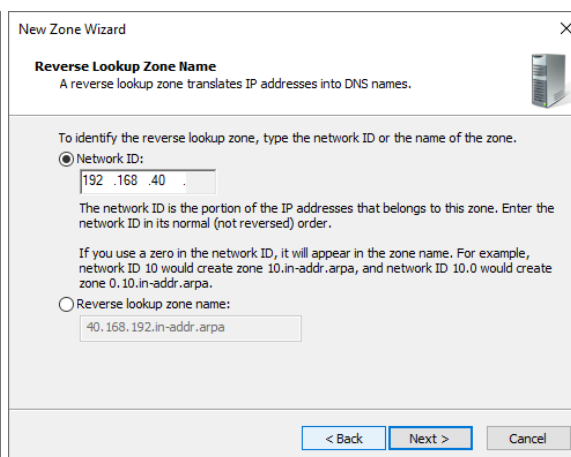 New Zone Wizard
Reverse Lookup Zone Name
A reverse lookup zone translates IP addresses into DNS names.
To identify the reverse lookup zone, type the network ID or the name of the zone.
Network ID:
192 .168 .40 .
The network ID is the portion of the IP addresses that belongs to this zone. Enter the
network ID in its normal (not reversed) order.
If you use a zero in the network ID, it will appear in the zone name. For example,
network ID 10 would create zone 10.in-addr.arpa, and network ID 10.0 would create
zone 0.10.in-addr.arpa.
Reverse lookup zone name:
40.168.192.in-addr.arpa
< Back Next > Cancel